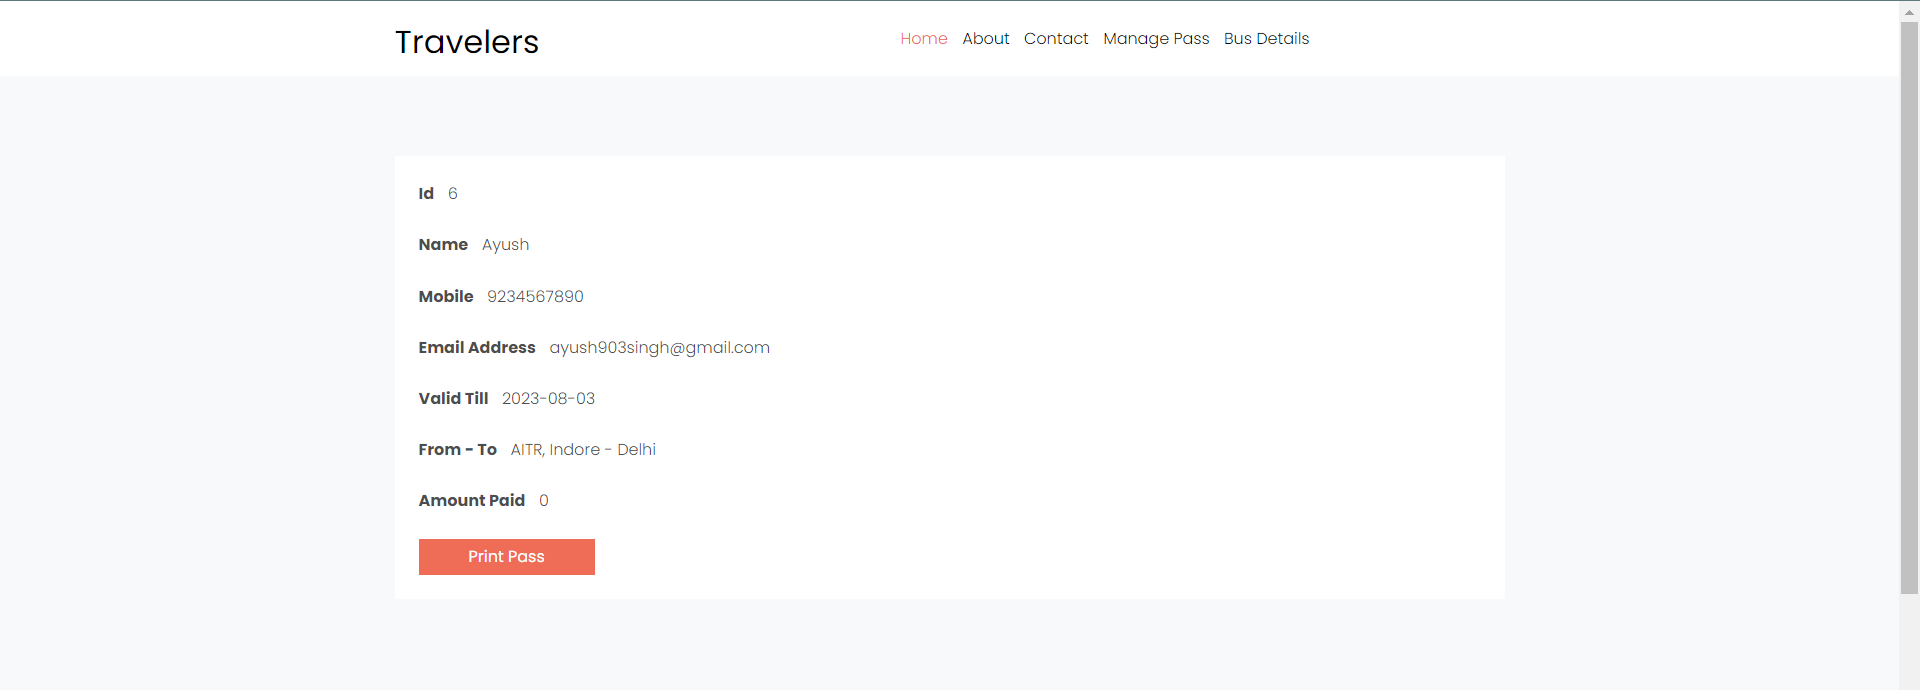 Travelers
Home About Contact Manage Pass Bus Details
Id 6
Name Ayush
Mobile 9234567890
Email Address ayush903singh@gmail.com
Valid Till 2023-08-03
From - To AITR, Indore - Delhi
Amount Paid 0
Print Pass